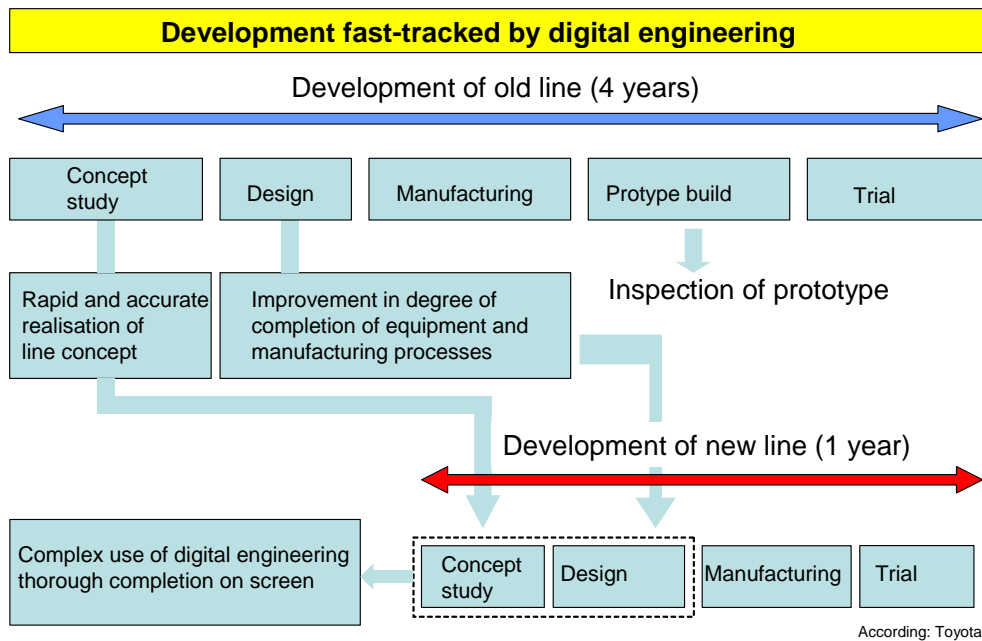 Development fast-tracked by digital engineering
Development of old line (4 years)
Concept
study
Design
Manufacturing
Protype build
Trial
Rapid and accurate
realisation of
line concept
Improvement in degree of
completion of equipment and
manufacturing processes
Inspection of prototype
Development of new line (1 year)
Complex use of digital engineering
thorough completion on screen
Concept
study
Design
Manufacturing
Trial
According: Toyota